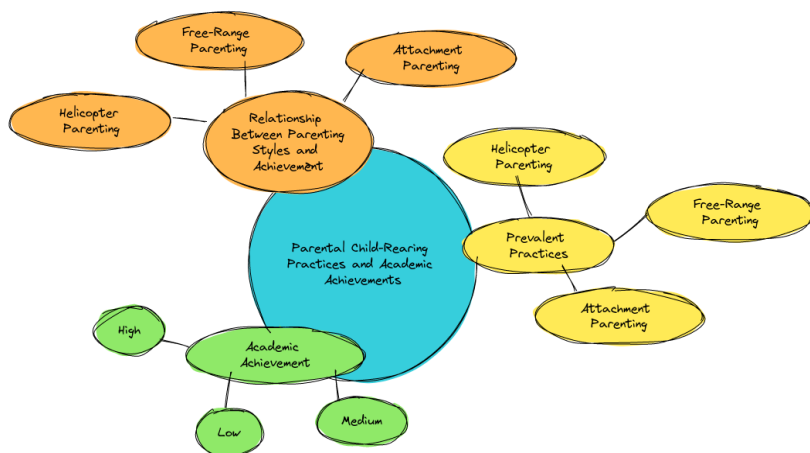 Free-Range
Parenting
Attachment
Parenting
Helicopter
Parenting
Relationship
Between Parenting
Styles and
Achievement
Helicopter
Parenting
Free-Range
Parenting
Prevalent
Practices
Parental Child-Rearing
Practices and Academic
Achievements
Attachment
Parenting
High
Academic
Achievement
Low
Medium